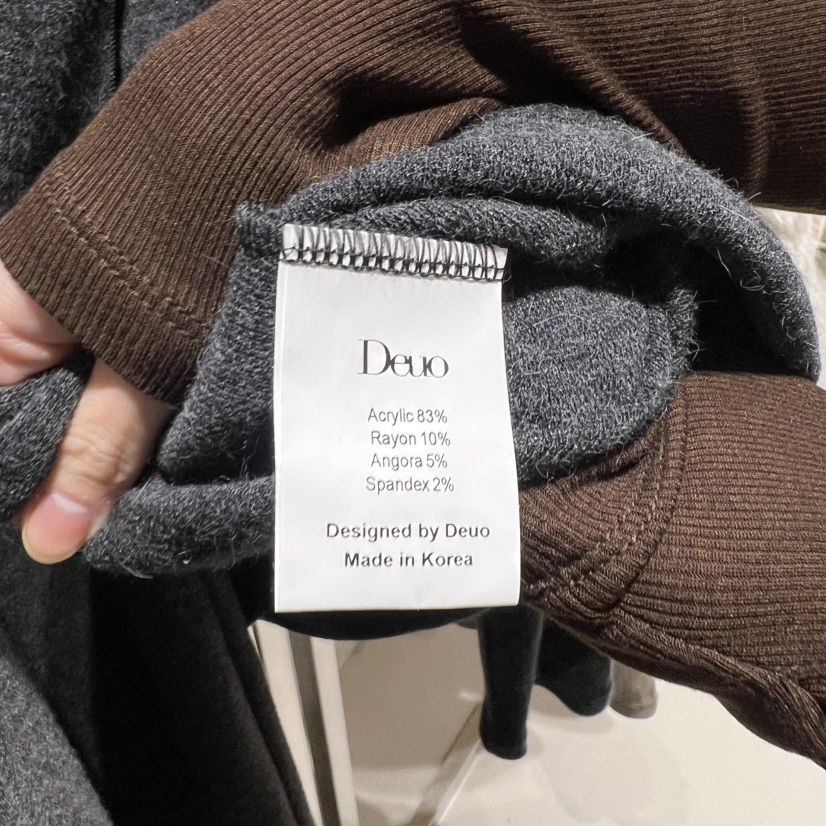 Deuo
Acrylic 83%
Rayon 10%
Angora 5%
Spandex 2%
Designed by Deuo
Made in Korea